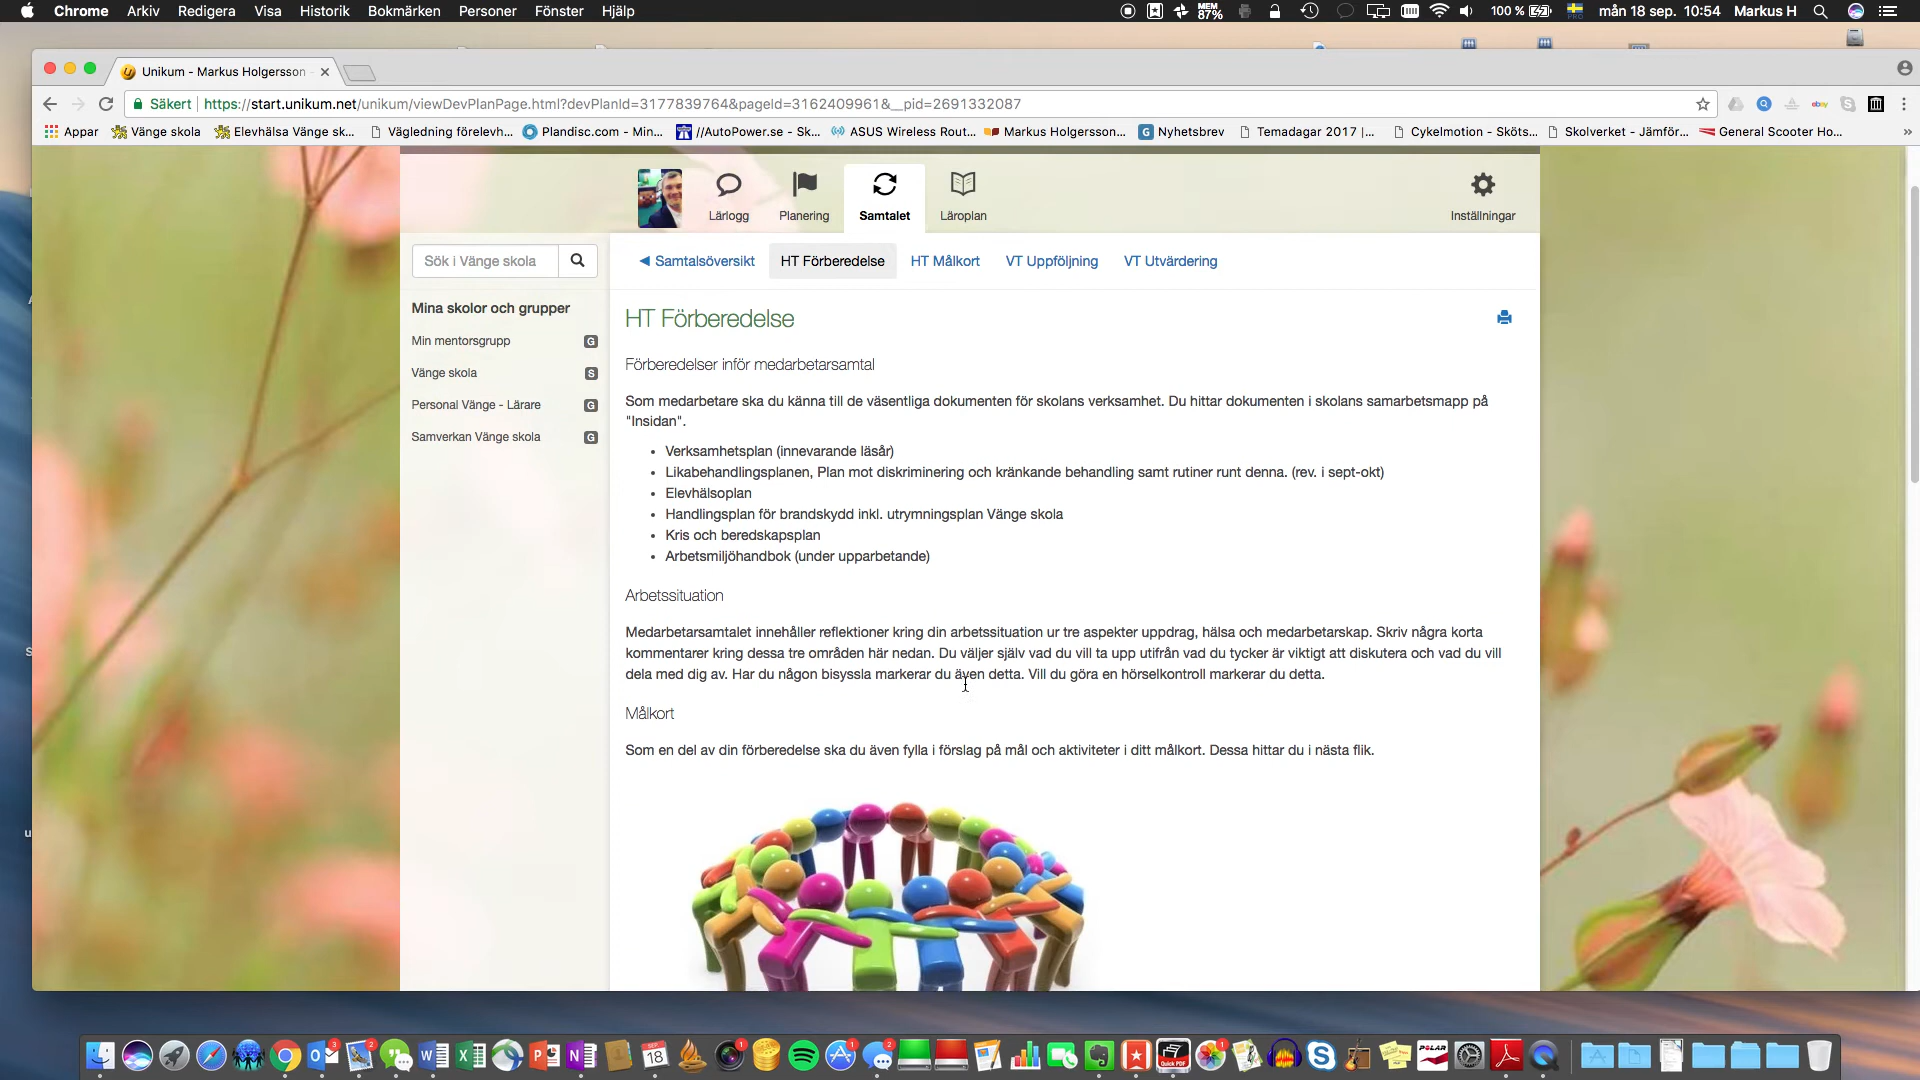 Chrome Arkiv Redigera Visa Historik Bokmärken Personer Fönster Hjälp MEM 87% 100 % PRO mån 18 sep. 10:54 Markus H
Unikum - Markus Holgersson
Säkert https://start.unikum.net/unikum/viewDevPlanPage.html?devPlanId=3177839764&pageId=3162409961&__pid=2691332087
Appar Vänge skola Elevhälsa Vänge sk... Vägledning förelevh... Plandisc.com - Min... //AutoPower.se - Sk... ASUS Wireless Rout... Markus Holgersson... Nyhetsbrev Temadagar 2017 |... Cykelmotion - Sköts... Skolverket - Jämför... General Scooter Ho... »
Lärlogg Planering Samtalet Läroplan Inställningar
Sök i Vänge skola
Samtalsöversikt HT Förberedelse HT Målkort VT Uppföljning VT Utvärdering
Mina skolor och grupper
Min mentorsgrupp G
Vänge skola S
Personal Vänge - Lärare G
Samverkan Vänge skola G
HT Förberedelse
Förberedelser inför medarbetarsamtal
Som medarbetare ska du känna till de väsentliga dokumenten för skolans verksamhet. Du hittar dokumenten i skolans samarbetsmapp på
"Insidan".
• Verksamhetsplan (innevarande läsår)
• Likabehandlingsplanen, Plan mot diskriminering och kränkande behandling samt rutiner runt denna. (rev. i sept-okt)
• Elevhälsoplan
• Handlingsplan för brandskydd inkl. utrymningsplan Vänge skola
• Kris och beredskapsplan
• Arbetsmiljöhandbok (under upparbetande)
Arbetssituation
Medarbetarsamtalet innehåller reflektioner kring din arbetssituation ur tre aspekter uppdrag, hälsa och medarbetarskap. Skriv några korta
kommentarer kring dessa tre områden här nedan. Du väljer själv vad du vill ta upp utifrån vad du tycker är viktigt att diskutera och vad du vill
dela med dig av. Har du någon bisyssla markerar du även detta. Vill du göra en hörselkontroll markerar du detta.
Målkort
Som en del av din förberedelse ska du även fylla i förslag på mål och aktiviteter i ditt målkort. Dessa hittar du i nästa flik.